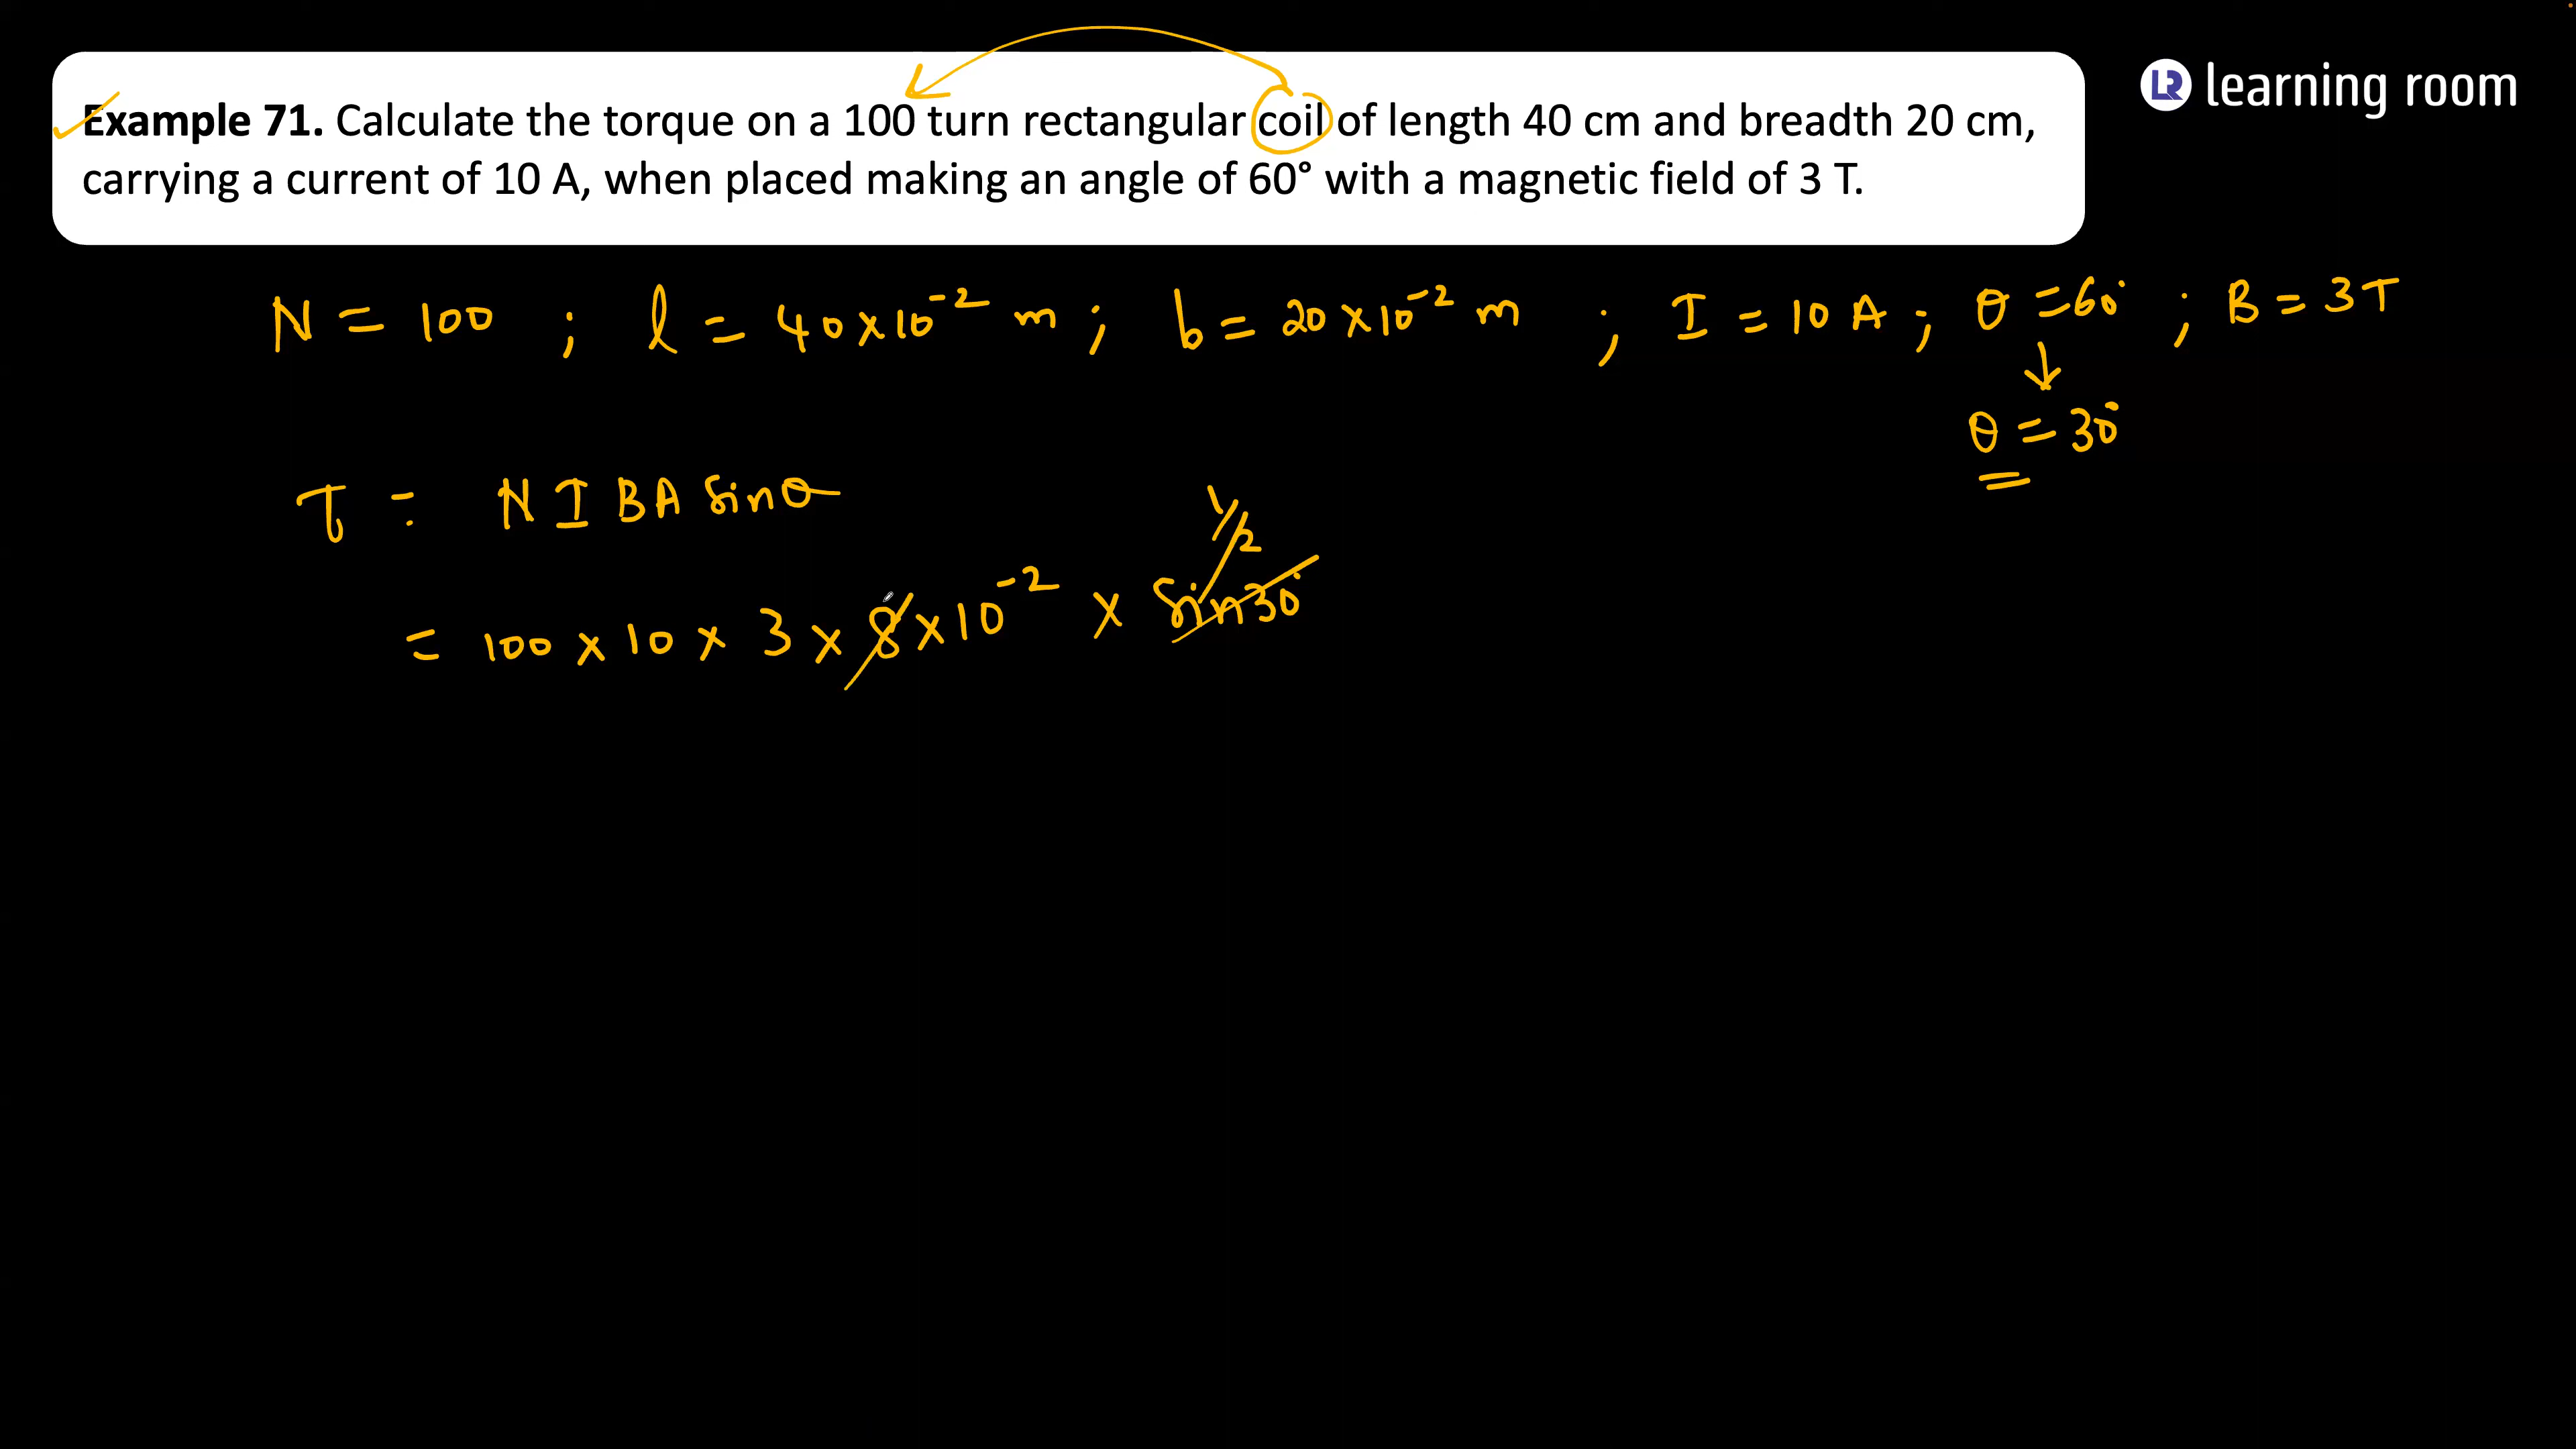 learning room
Example 71. Calculate the torque on a 100 turn rectangular coil of length 40 cm and breadth 20 cm,
carrying a current of 10 A, when placed making an angle of 60° with a magnetic field of 3 T.
N = 100 ; l = 40×10⁻² m ; b = 20×10⁻² m ; I = 10 A ; θ = 60° ; B = 3 T
↓
θ = 30°
τ = N I B A sinθ
1/2
= 100 × 10 × 3 × 8 × 10⁻² × sin30°